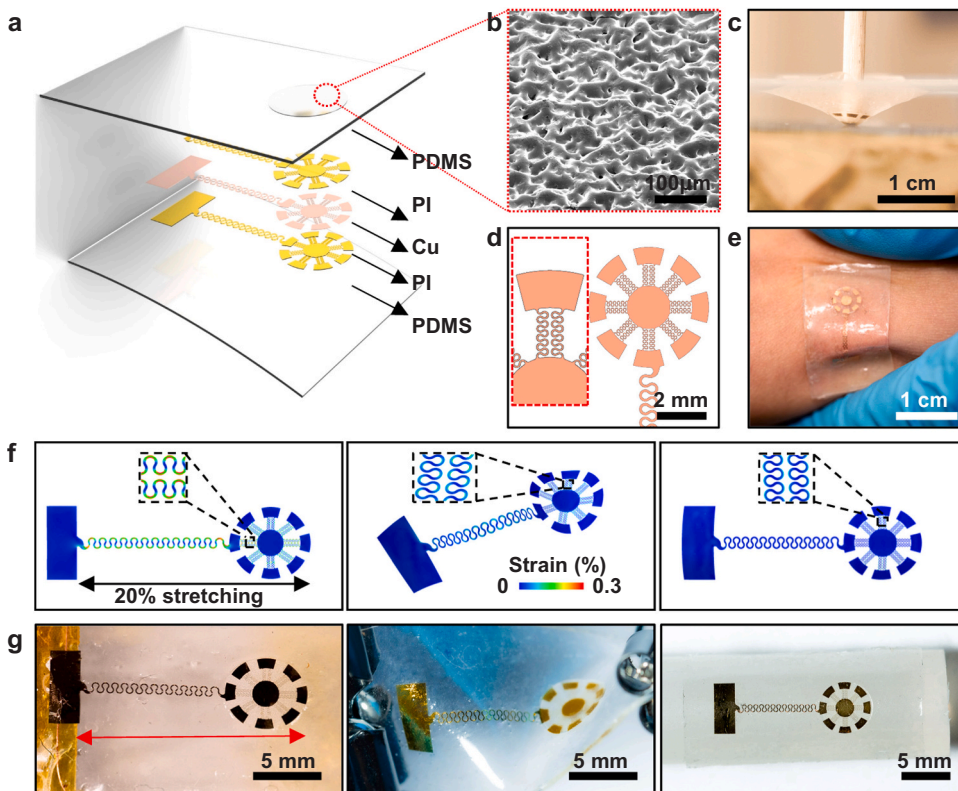 a
PDMS
PI
Cu
PI
PDMS
b
100μm
c
1 cm
d
2 mm
e
1 cm
f
20% stretching
Strain (%)
0 0.3
g
5 mm
5 mm
5 mm